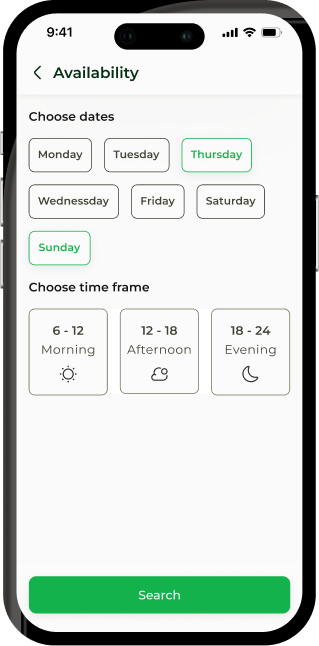 9:41
Availability
Choose dates
Monday Tuesday Thursday
Wednessday Friday Saturday
Sunday
Choose time frame
6 - 12 12 - 18 18 - 24
Morning Afternoon Evening
Search